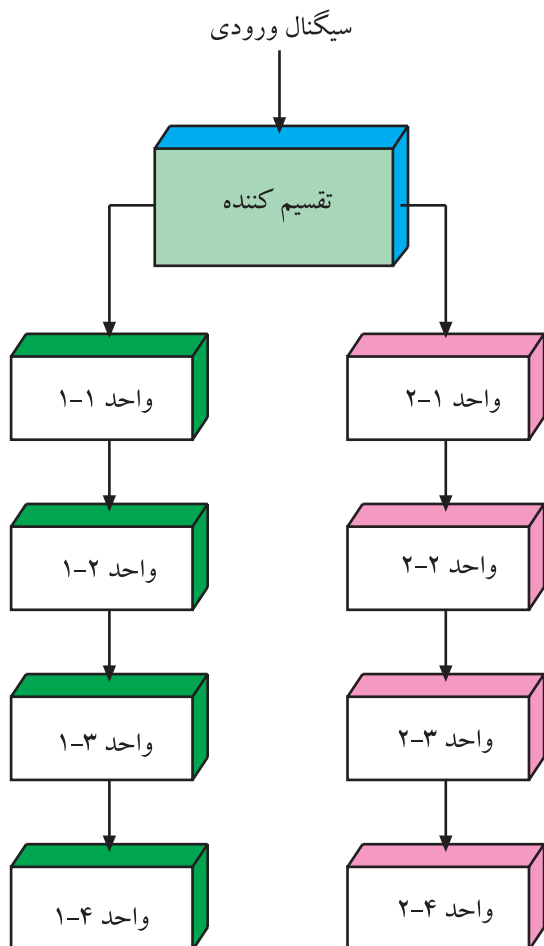 سیگنال ورودی
تقسیم کننده
واحد ۱-۱
واحد ۱-۲
واحد ۱-۳
واحد ۱-۴
واحد ۲-۱
واحد ۲-۲
واحد ۲-۳
واحد ۲-۴